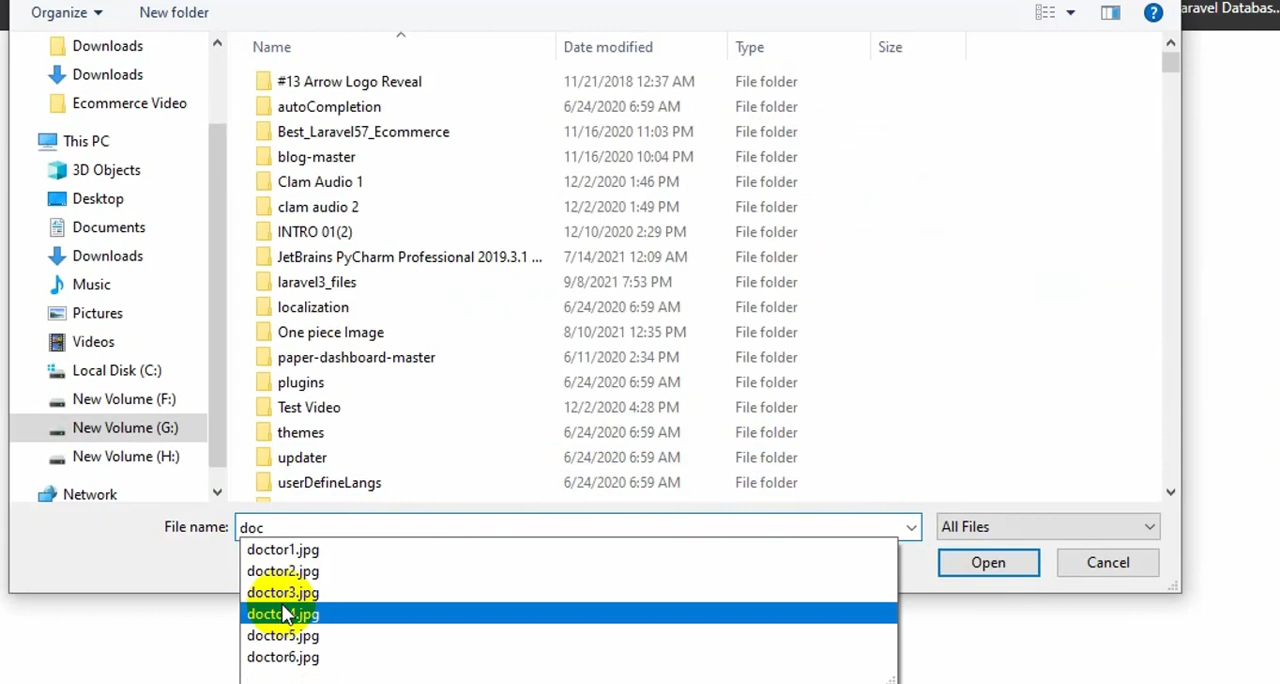 Organize
New folder
?
aravel Databas...
Downloads
Downloads
Ecommerce Video
This PC
3D Objects
Desktop
Documents
Downloads
Music
Pictures
Videos
Local Disk (C:)
New Volume (F:)
New Volume (G:)
New Volume (H:)
Network
Name Date modified Type Size
#13 Arrow Logo Reveal 11/21/2018 12:37 AM File folder
autoCompletion 6/24/2020 6:59 AM File folder
Best_Laravel57_Ecommerce 11/16/2020 11:03 PM File folder
blog-master 11/16/2020 10:04 PM File folder
Clam Audio 1 12/2/2020 1:46 PM File folder
clam audio 2 12/2/2020 1:49 PM File folder
INTRO 01(2) 12/10/2020 2:29 PM File folder
JetBrains PyCharm Professional 2019.3.1 ... 7/14/2021 12:09 AM File folder
laravel3_files 9/8/2021 7:53 PM File folder
localization 6/24/2020 6:59 AM File folder
One piece Image 8/10/2021 12:35 PM File folder
paper-dashboard-master 6/11/2020 2:34 PM File folder
plugins 6/24/2020 6:59 AM File folder
Test Video 12/2/2020 4:28 PM File folder
themes 6/24/2020 6:59 AM File folder
updater 6/24/2020 6:59 AM File folder
userDefineLangs 6/24/2020 6:59 AM File folder
File name: doc
All Files
doctor1.jpg
doctor2.jpg
doctor3.jpg
doctor4.jpg
doctor5.jpg
doctor6.jpg
Open
Cancel